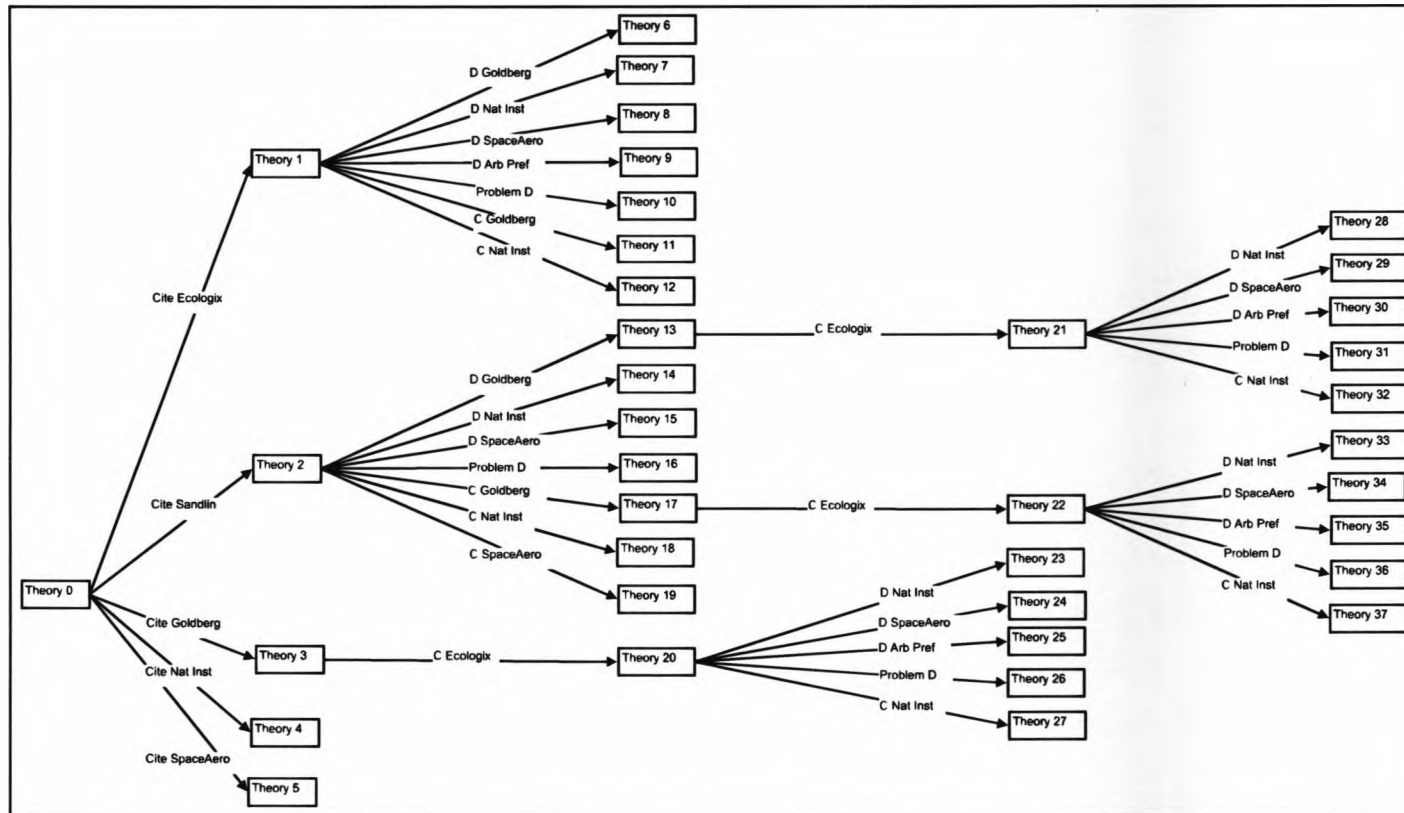 Theory 0
Cite Ecologix
Cite Sandlin
Cite Goldberg
Cite Nat Inst
Cite SpaceAero
Theory 1
Theory 2
Theory 3
Theory 4
Theory 5
D Goldberg
D Nat Inst
D SpaceAero
D Arb Pref
Problem D
C Goldberg
C Nat Inst
Theory 6
Theory 7
Theory 8
Theory 9
Theory 10
Theory 11
Theory 12
D Goldberg
D Nat Inst
D SpaceAero
Problem D
C Goldberg
C Nat Inst
C SpaceAero
Theory 13
Theory 14
Theory 15
Theory 16
Theory 17
Theory 18
Theory 19
C Ecologix
Theory 20
C Ecologix
Theory 21
C Ecologix
Theory 22
D Nat Inst
D SpaceAero
D Arb Pref
Problem D
C Nat Inst
Theory 23
Theory 24
Theory 25
Theory 26
Theory 27
D Nat Inst
D SpaceAero
D Arb Pref
Problem D
C Nat Inst
Theory 28
Theory 29
Theory 30
Theory 31
Theory 32
D Nat Inst
D SpaceAero
D Arb Pref
Problem D
C Nat Inst
Theory 33
Theory 34
Theory 35
Theory 36
Theory 37